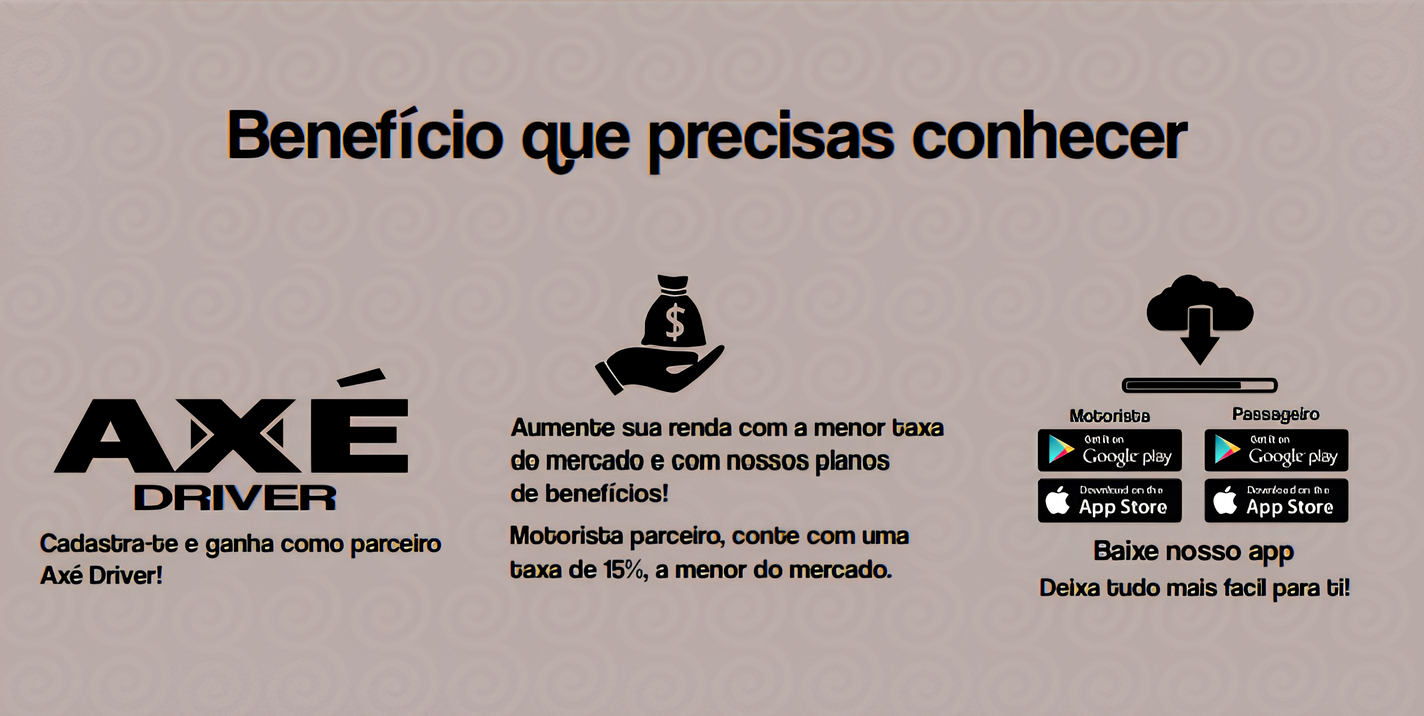 Benefício que precisas conhecer
AXÉ
DRIVER
Cadastra-te e ganha como parceiro
Axé Driver!
$
Aumente sua renda com a menor taxa
do mercado e com nossos planos
de benefícios!
Motorista parceiro, conte com uma
taxa de 15%, a menor do mercado.
Motorista
Passageiro
Get it on
Google play
Get it on
Google play
Download on the
App Store
Download on the
App Store
Baixe nosso app
Deixa tudo mais facil para ti!